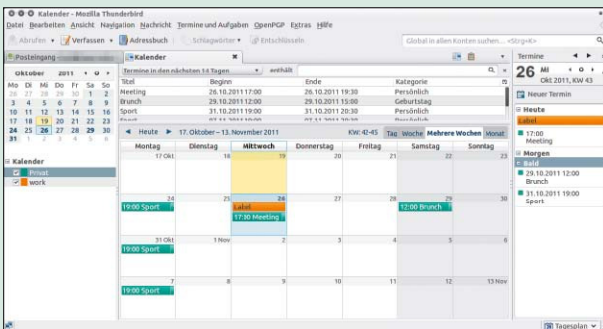 Kalender - Mozilla Thunderbird
Datei Bearbeiten Ansicht Navigation Nachricht Termine und Aufgaben OpenPGP Extras Hilfe
Abrufen Verfassen Adressbuch Schlagwörter Entschlüsseln Global in allen Konten suchen... <Strg+K>
Posteingang Kalender Termine
Oktober 2011
Mo Di Mi Do Fr Sa So
26 27 28 29 30 1 2
3 4 5 6 7 8 9
10 11 12 13 14 15 16
17 18 19 20 21 22 23
24 25 26 27 28 29 30
31 1 2 3 4 5 6
Kalender
Privat
work
Termine in den nächsten 14 Tagen enthält
Titel Beginn Ende Kategorie
Meeting 26.10.2011 17:00 26.10.2011 19:30 Persönlich
Brunch 29.10.2011 12:00 29.10.2011 15:00 Geburtstag
Sport 31.10.2011 19:00 31.10.2011 20:30 Persönlich
Heute 17. Oktober – 13. November 2011 KW: 42-45 Tag Woche Mehrere Wochen Monat
Montag Dienstag Mittwoch Donnerstag Freitag Samstag Sonntag
17 Okt 18 19 20 21 22 23
24 25 26 27 28 29 30
19:00 Sport Label 12:00 Brunch
17:30 Meeting
31 Okt 1 Nov 2 3 4 5 6
19:00 Sport
7 8 9 10 11 12 13 Nov
19:00 Sport
26 Mi
Okt 2011, KW 43
Neuer Termin
Heute
Label
17:00
Meeting
Morgen
Bald
29.10.2011 12:00
Brunch
31.10.2011 19:00
Sport
Tagesplan